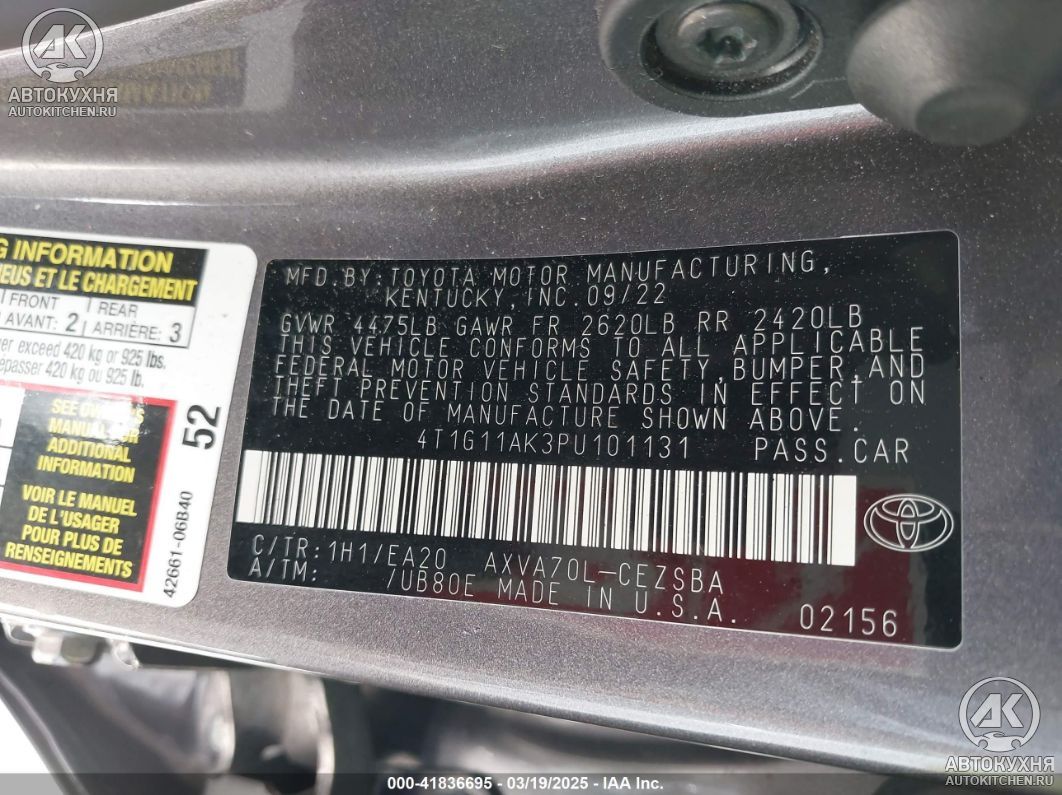 AK
АВТОКУХНЯ
AUTOKITCHEN.RU
G INFORMATION
NEUS ET LE CHARGEMENT
FRONT
AVANT: 2
REAR
ARRIÈRE: 3
ver exceed 420 kg or 925 lbs.
depasser 420 kg ou 925 lb.
SEE OWNER'S
MANUAL FOR
ADDITIONAL
INFORMATION
VOIR LE MANUEL
DE L'USAGER
POUR PLUS DE
RENSEIGNEMENTS
52
42661-06B40
MFD.BY:TOYOTA MOTOR MANUFACTURING,
KENTUCKY,INC.09/22
GVWR 4475LB GAWR FR 2620LB RR 2420LB
THIS VEHICLE CONFORMS TO ALL APPLICABLE
FEDERAL MOTOR VEHICLE SAFETY,BUMPER,AND
THEFT PREVENTION STANDARDS IN EFFECT ON
THE DATE OF MANUFACTURE SHOWN ABOVE.
4T1G11AK3PU101131 PASS.CAR
C/TR:1H1/EA20 AXVA70L-CEZSBA
A/TM: /UB80E MADE IN U.S.A.
02156
AK
АВТОКУХНЯ
AUTOKITCHEN.RU
000-41836695 - 03/19/2025 - IAA Inc.